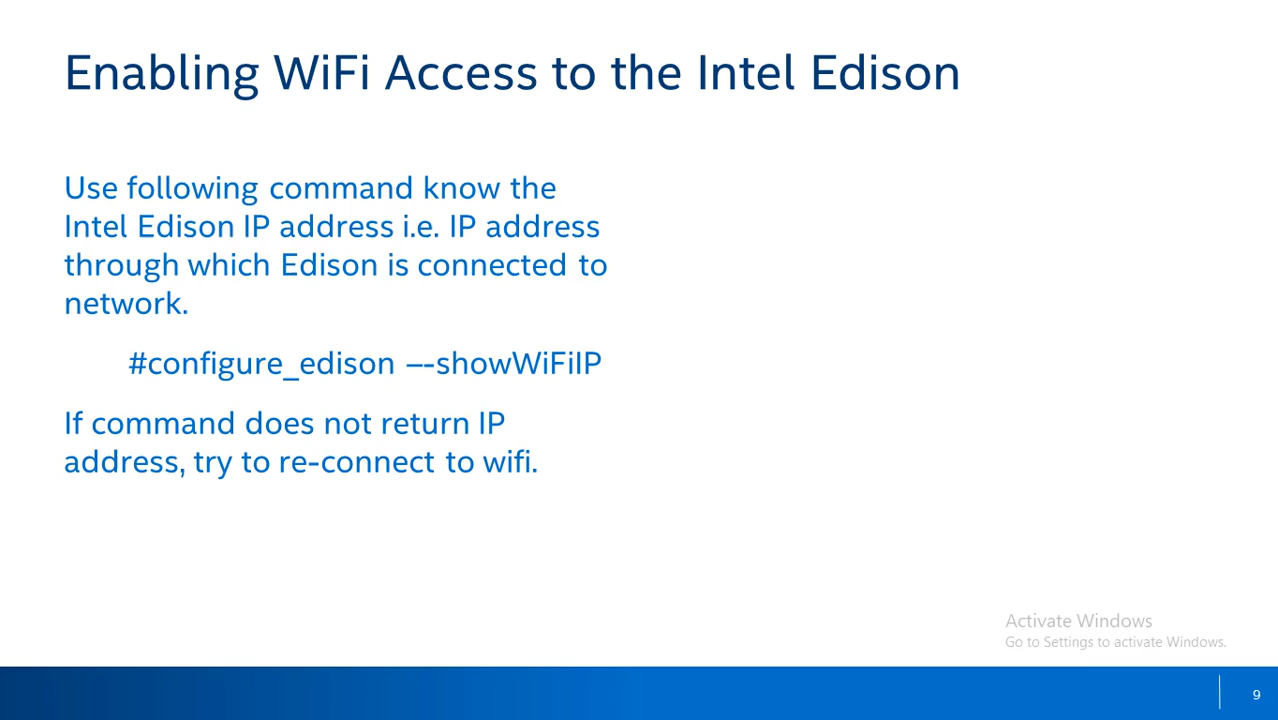 Enabling WiFi Access to the Intel Edison
Use following command know the
Intel Edison IP address i.e. IP address
through which Edison is connected to
network.
#configure_edison –-showWiFiIP
If command does not return IP
address, try to re-connect to wifi.
Activate Windows
Go to Settings to activate Windows.
9